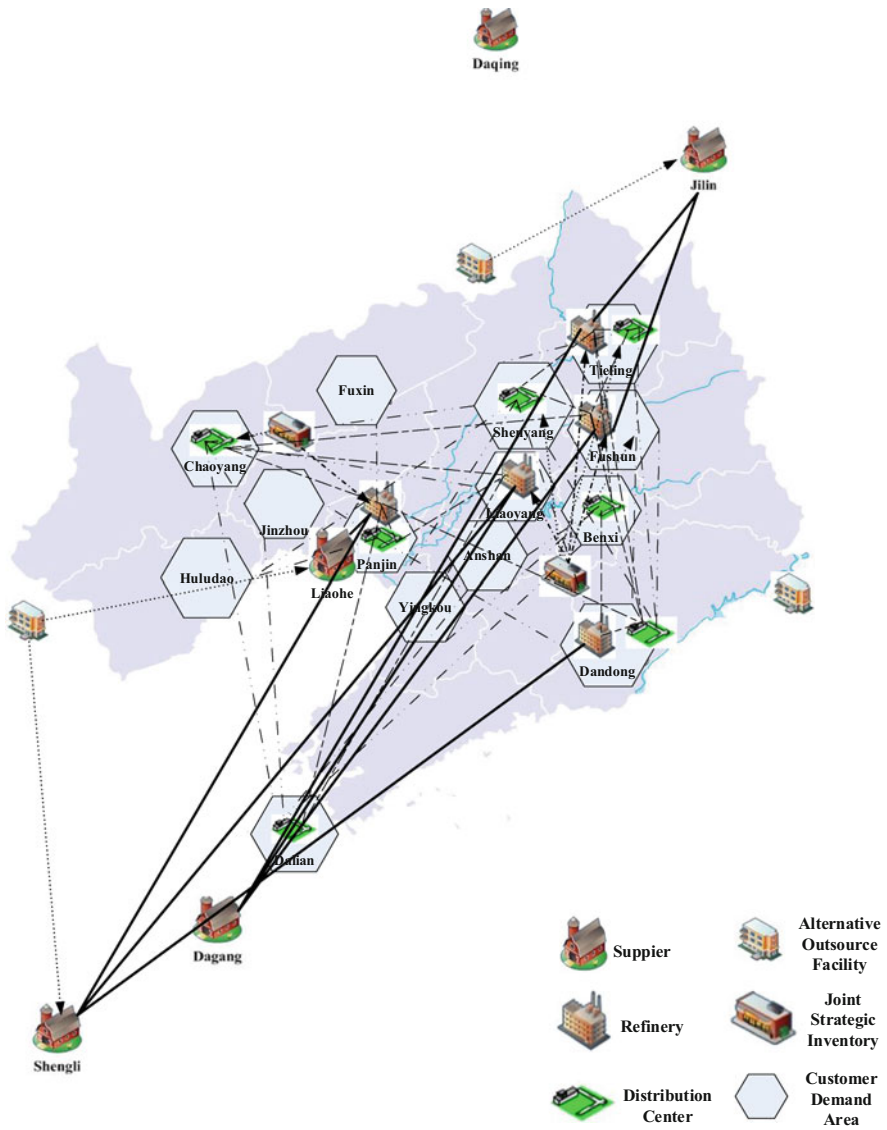 Daqing
Jilin
Tieling
Fuxin
Shenyang
Fushun
Chaoyang
Liaoyang
Jinzhou
Benxi
Anshan
Panjin
Huludao
Liaohe
Yingkou
Dandong
Dalian
Dagang
Shengli
Suppier
Alternative
Outsource
Facility
Refinery
Joint
Strategic
Inventory
Distribution
Center
Customer
Demand
Area